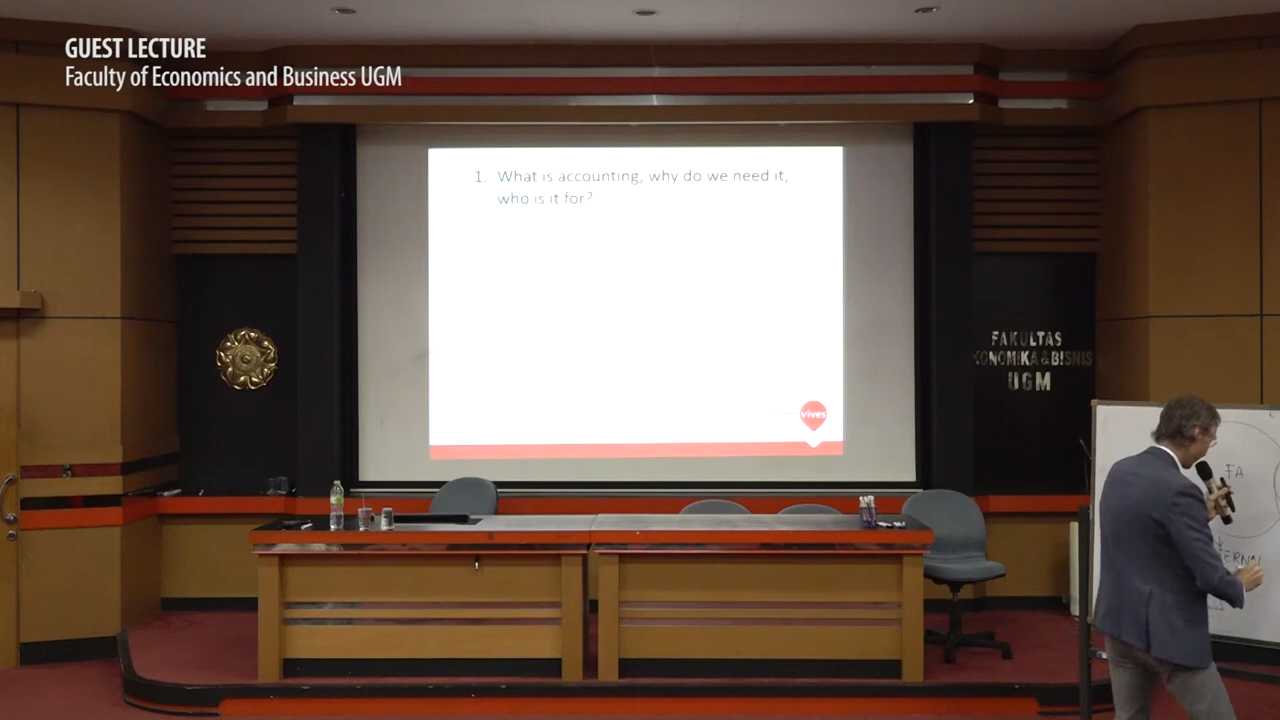 GUEST LECTURE
Faculty of Economics and Business UGM
1. What is accounting, why do we need it,
who is it for?
vives
FAKULTAS
KONOMIKA & BISNIS
UGM
FA